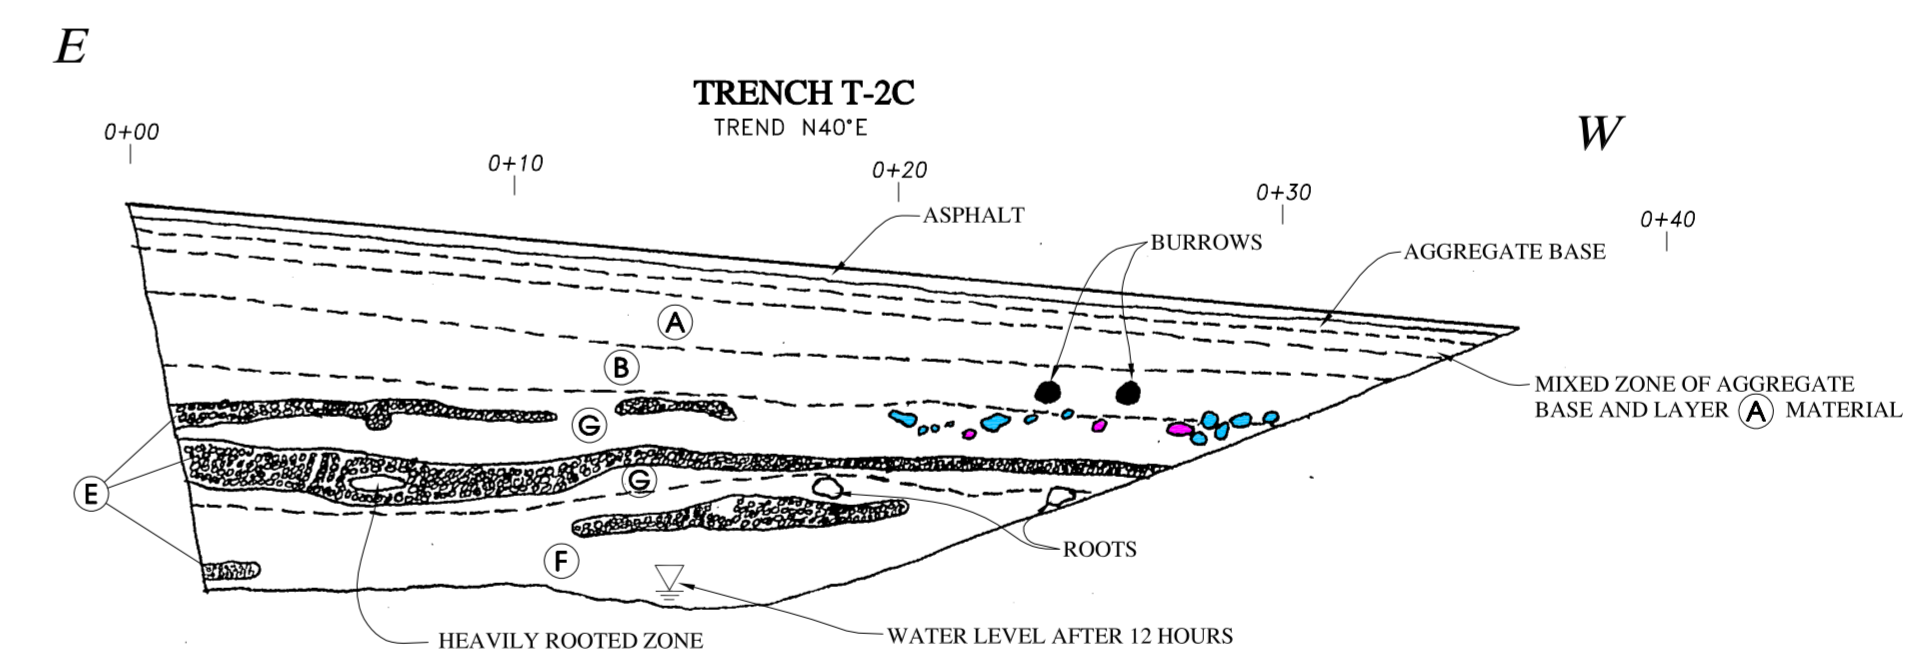 E
TRENCH T-2C
TREND N40°E
W
0+00
0+10
0+20
0+30
0+40
ASPHALT
BURROWS
AGGREGATE BASE
A
B
MIXED ZONE OF AGGREGATE
BASE AND LAYER A MATERIAL
G
G
E
ROOTS
F
HEAVILY ROOTED ZONE
WATER LEVEL AFTER 12 HOURS